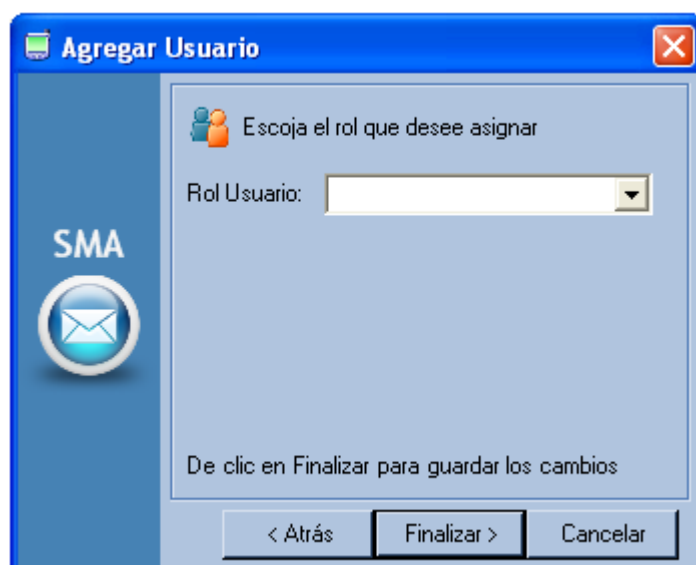 Agregar Usuario
Escoja el rol que desee asignar
Rol Usuario:
SMA
De clic en Finalizar para guardar los cambios
< Atrás
Finalizar >
Cancelar